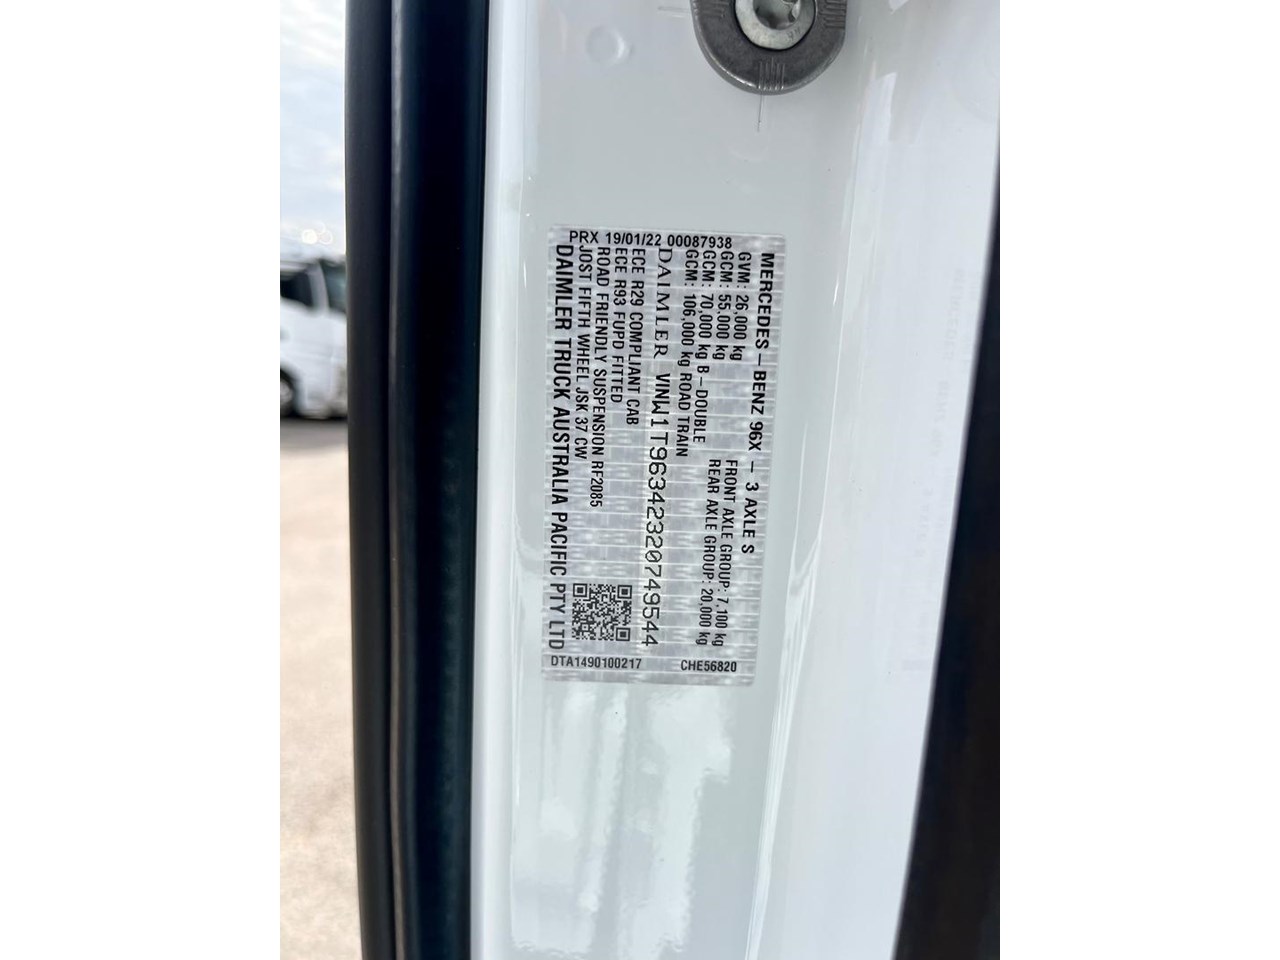 PRX 19/01/22 00087938
MERCEDES-BENZ 96X - 3 AXLE S
GVM: 26,000 kg FRONT AXLE GROUP: 7,100 kg
GCM: 55,000 kg REAR AXLE GROUP: 20,000 kg
GCM: 70,000 kg B-DOUBLE
GCM: 106,000 kg ROAD TRAIN
DAIMLER VINW1T96342320749544
ECE R29 COMPLIANT CAB
ECE R93 FUPD FITTED
ROAD FRIENDLY SUSPENSION RF2085
JOST FIFTH WHEEL JSK 37 CW
DAIMLER TRUCK AUSTRALIA PACIFIC PTY LTD
DTA1490100217 CHE56820